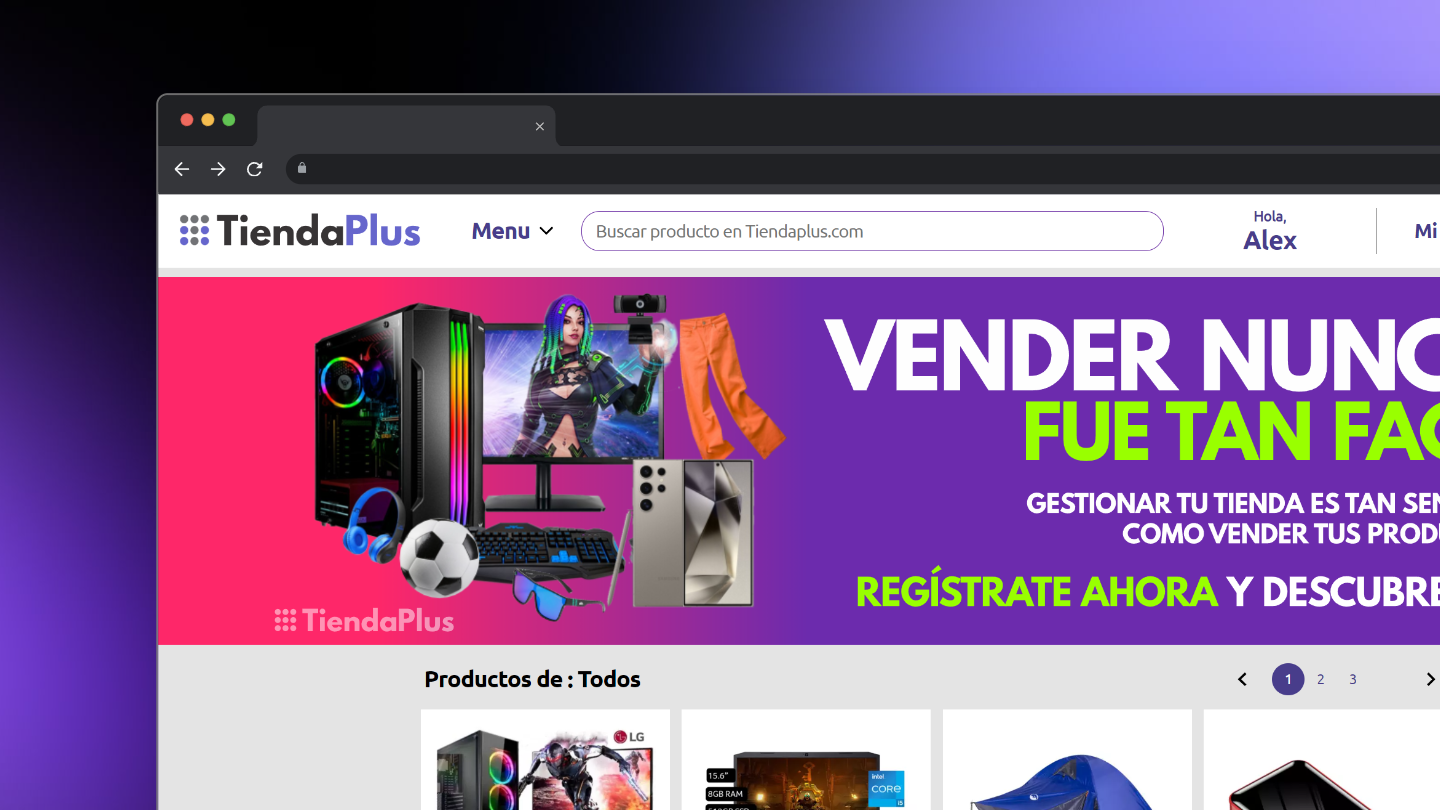 TiendaPlus
Menu
Buscar producto en Tiendaplus.com
Hola,
Alex
Mi
VENDER NUNC
FUE TAN FAC
GESTIONAR TU TIENDA ES TAN SEN
COMO VENDER TUS PRODU
REGÍSTRATE AHORA Y DESCUBRE
TiendaPlus
Productos de : Todos
1 2 3
LG
15.6"
8GB RAM
intel
CORE
i5